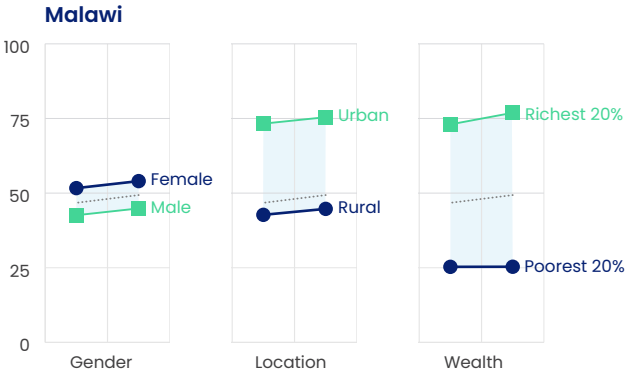 Malawi
100
75
50
25
0
Female
Male
Gender
Urban
Rural
Location
Richest 20%
Poorest 20%
Wealth